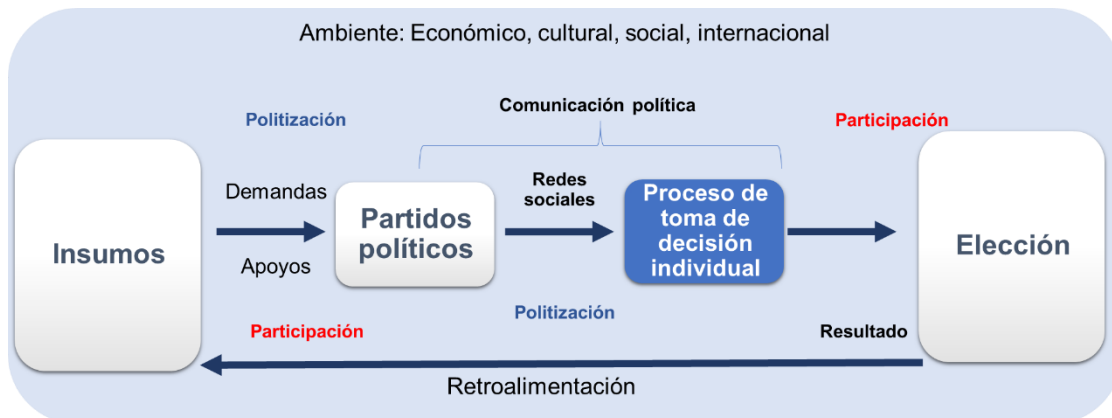 Ambiente: Económico, cultural, social, internacional
Comunicación política
Politización
Participación
Insumos
Demandas
Apoyos
Partidos
políticos
Redes
sociales
Proceso de
toma de
decisión
individual
Elección
Politización
Participación
Resultado
Retroalimentación